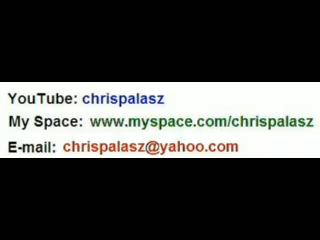 YouTube: chrispalasz
My Space: www.myspace.com/chrispalasz
E-mail: chrispalasz@yahoo.com